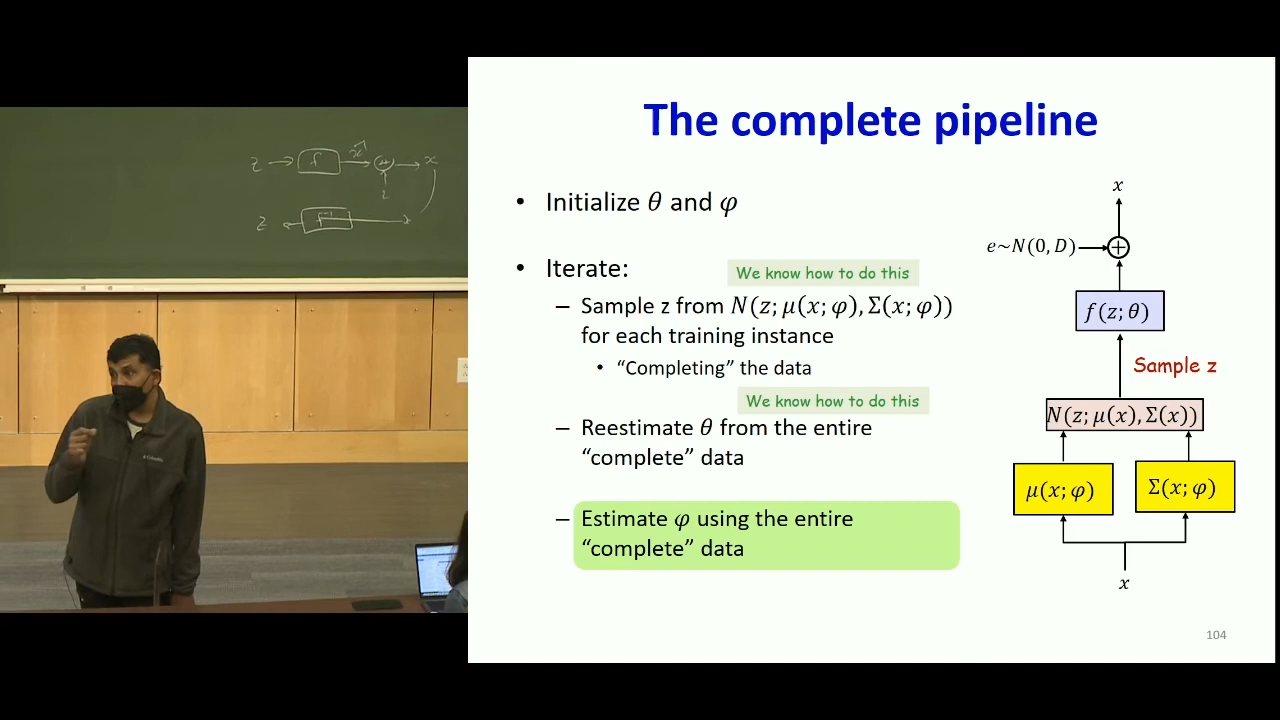 The complete pipeline
• Initialize θ and φ
• Iterate:
We know how to do this
– Sample z from N(z; μ(x; φ), Σ(x; φ))
for each training instance
• “Completing” the data
We know how to do this
– Reestimate θ from the entire
“complete” data
– Estimate φ using the entire
“complete” data
x
e~N(0, D)
+
f(z; θ)
Sample z
N(z; μ(x), Σ(x))
μ(x; φ)
Σ(x; φ)
x
104
z → f
x
z